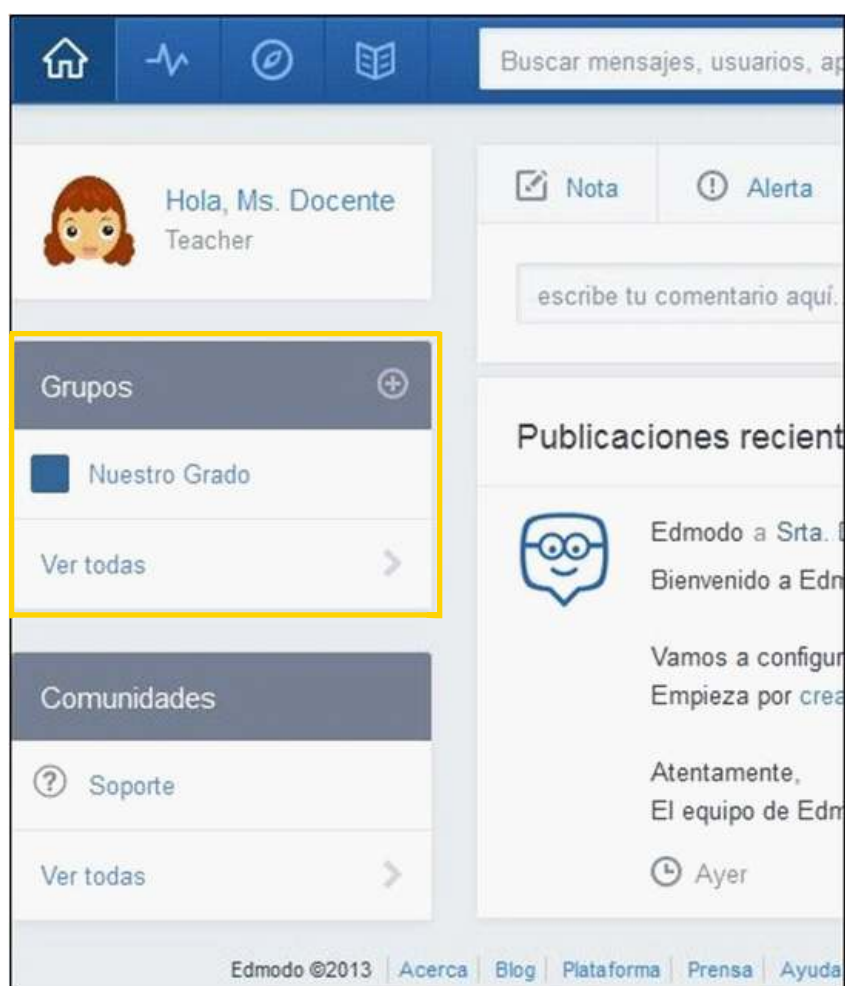 Buscar mensajes, usuarios, ap
Hola, Ms. Docente
Teacher
Nota
Alerta
escribe tu comentario aquí.
Grupos
Nuestro Grado
Ver todas
Comunidades
Soporte
Ver todas
Publicaciones recient
Edmodo a Srta.
Bienvenido a Edm
Vamos a configur
Empieza por crea
Atentamente,
El equipo de Edm
Ayer
Edmodo ©2013 Acerca Blog Plataforma Prensa Ayuda